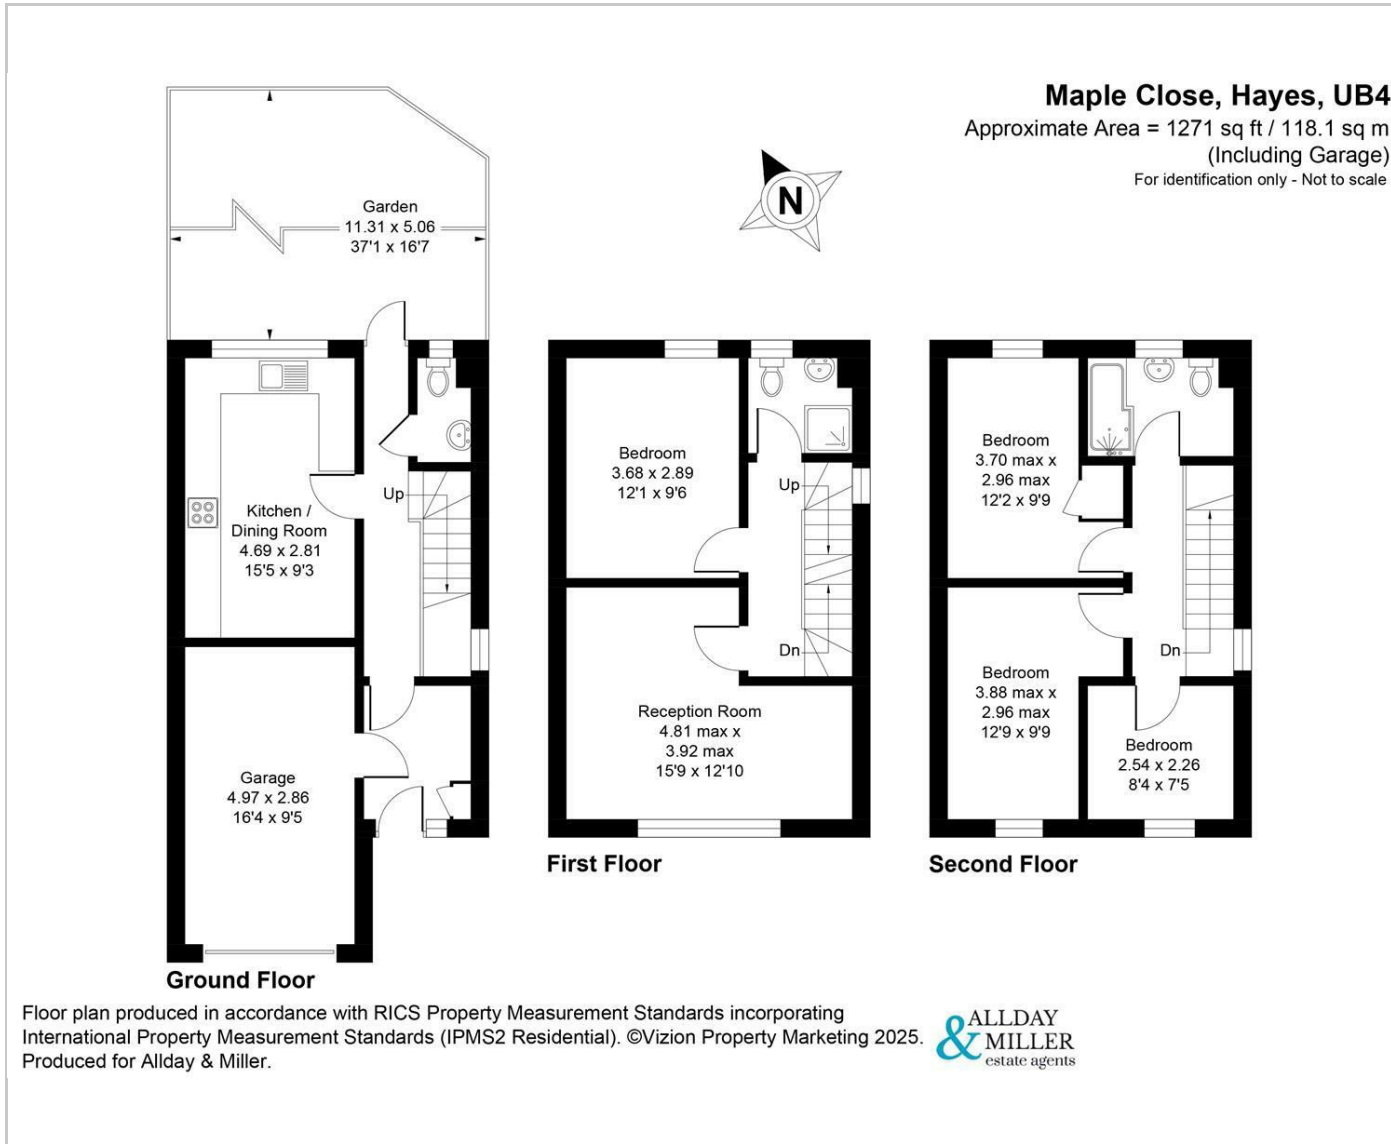 Maple Close, Hayes, UB4
Approximate Area = 1271 sq ft / 118.1 sq m
(Including Garage)
For identification only - Not to scale
N
Garden
11.31 x 5.06
37'1 x 16'7
Kitchen /
Dining Room
4.69 x 2.81
15'5 x 9'3
Up
Garage
4.97 x 2.86
16'4 x 9'5
Ground Floor
Bedroom
3.68 x 2.89
12'1 x 9'6
Up
Dn
Reception Room
4.81 max x
3.92 max
15'9 x 12'10
First Floor
Bedroom
3.70 max x
2.96 max
12'2 x 9'9
Dn
Bedroom
3.88 max x
2.96 max
12'9 x 9'9
Bedroom
2.54 x 2.26
8'4 x 7'5
Second Floor
Floor plan produced in accordance with RICS Property Measurement Standards incorporating
International Property Measurement Standards (IPMS2 Residential). ©Vizion Property Marketing 2025.
Produced for Allday & Miller.
ALLDAY
& MILLER
estate agents